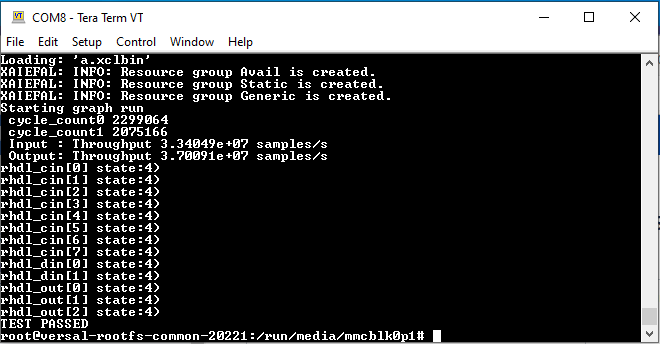 COM8 - Tera Term VT
File Edit Setup Control Window Help
Loading: 'a.xclbin'
XAIEFAL: INFO: Resource group Avail is created.
XAIEFAL: INFO: Resource group Static is created.
XAIEFAL: INFO: Resource group Generic is created.
Starting graph run
cycle_count0 2299064
cycle_count1 2075166
Input : Throughput 3.34049e+07 samples/s
Output: Throughput 3.70091e+07 samples/s
rhdl_cin[0] state:4)
rhdl_cin[1] state:4)
rhdl_cin[2] state:4)
rhdl_cin[3] state:4)
rhdl_cin[4] state:4)
rhdl_cin[5] state:4)
rhdl_cin[6] state:4)
rhdl_cin[7] state:4)
rhdl_din[0] state:4)
rhdl_din[1] state:4)
rhdl_out[0] state:4)
rhdl_out[1] state:4)
rhdl_out[2] state:4)
TEST PASSED
root@versal-rootfs-common-20221:/run/media/mmcblk0p1#